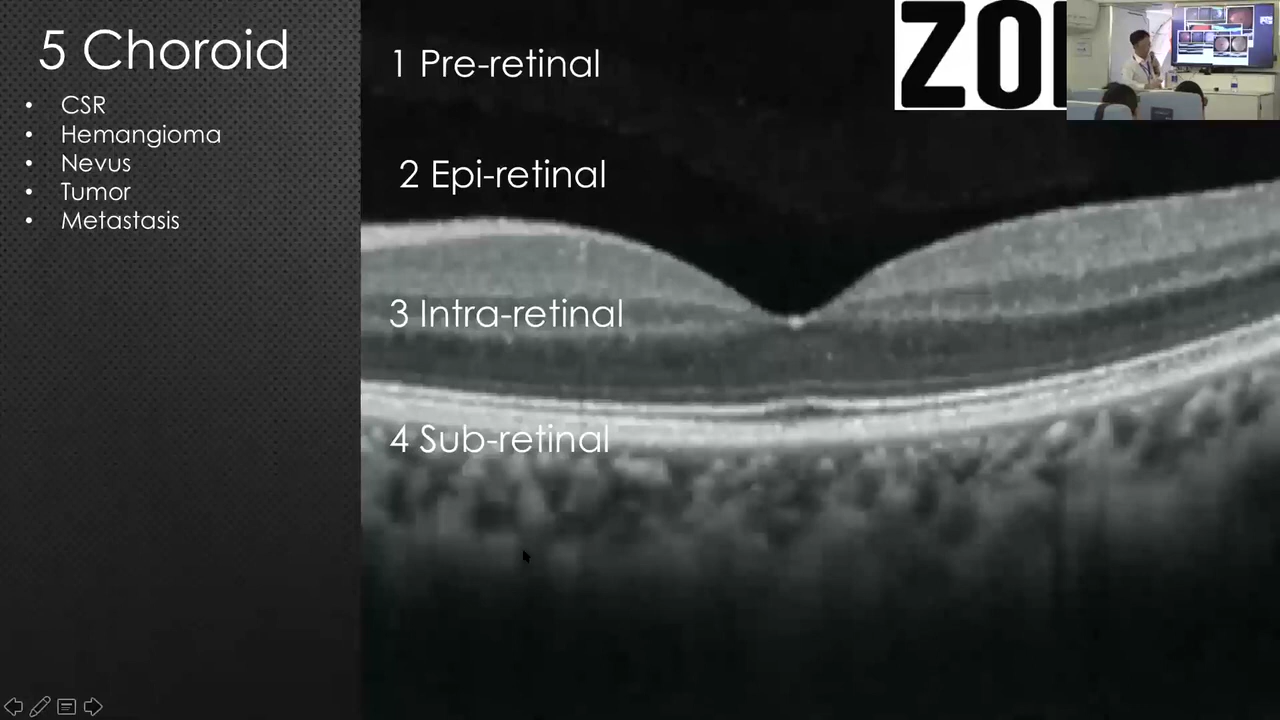 5 Choroid
• CSR
• Hemangioma
• Nevus
• Tumor
• Metastasis
1 Pre-retinal
2 Epi-retinal
3 Intra-retinal
4 Sub-retinal
ZO